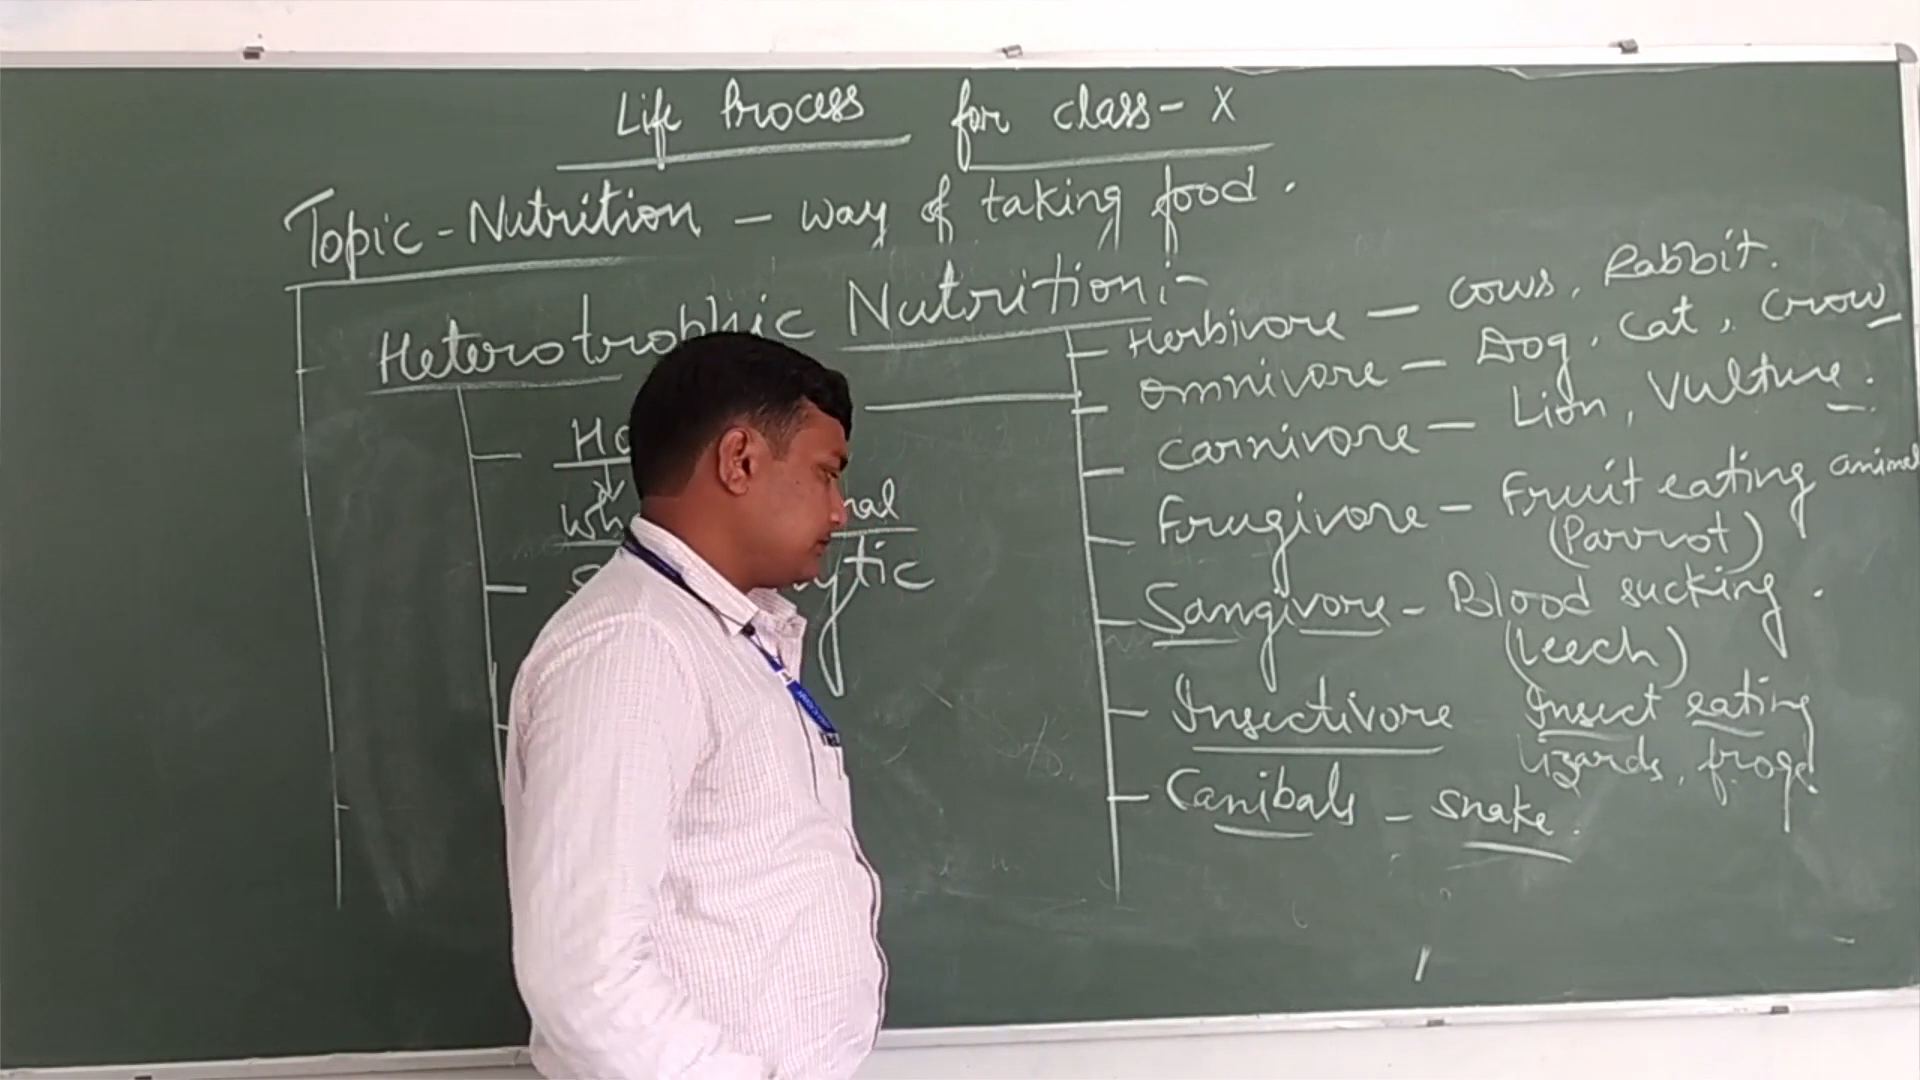 Life Process for class - X
Topic - Nutrition - way of taking food.
Heterotrophic Nutrition :-
Herbivore - cows, Rabbit.
Omnivore - Dog, Cat, Crow
Carnivore - Lion, Vulture.
Frugivore - Fruit eating animal
(Parrot)
Sangivore - Blood sucking.
(Leech)
Insectivore Insect eating
lizards, frogs
Canibals - snake.